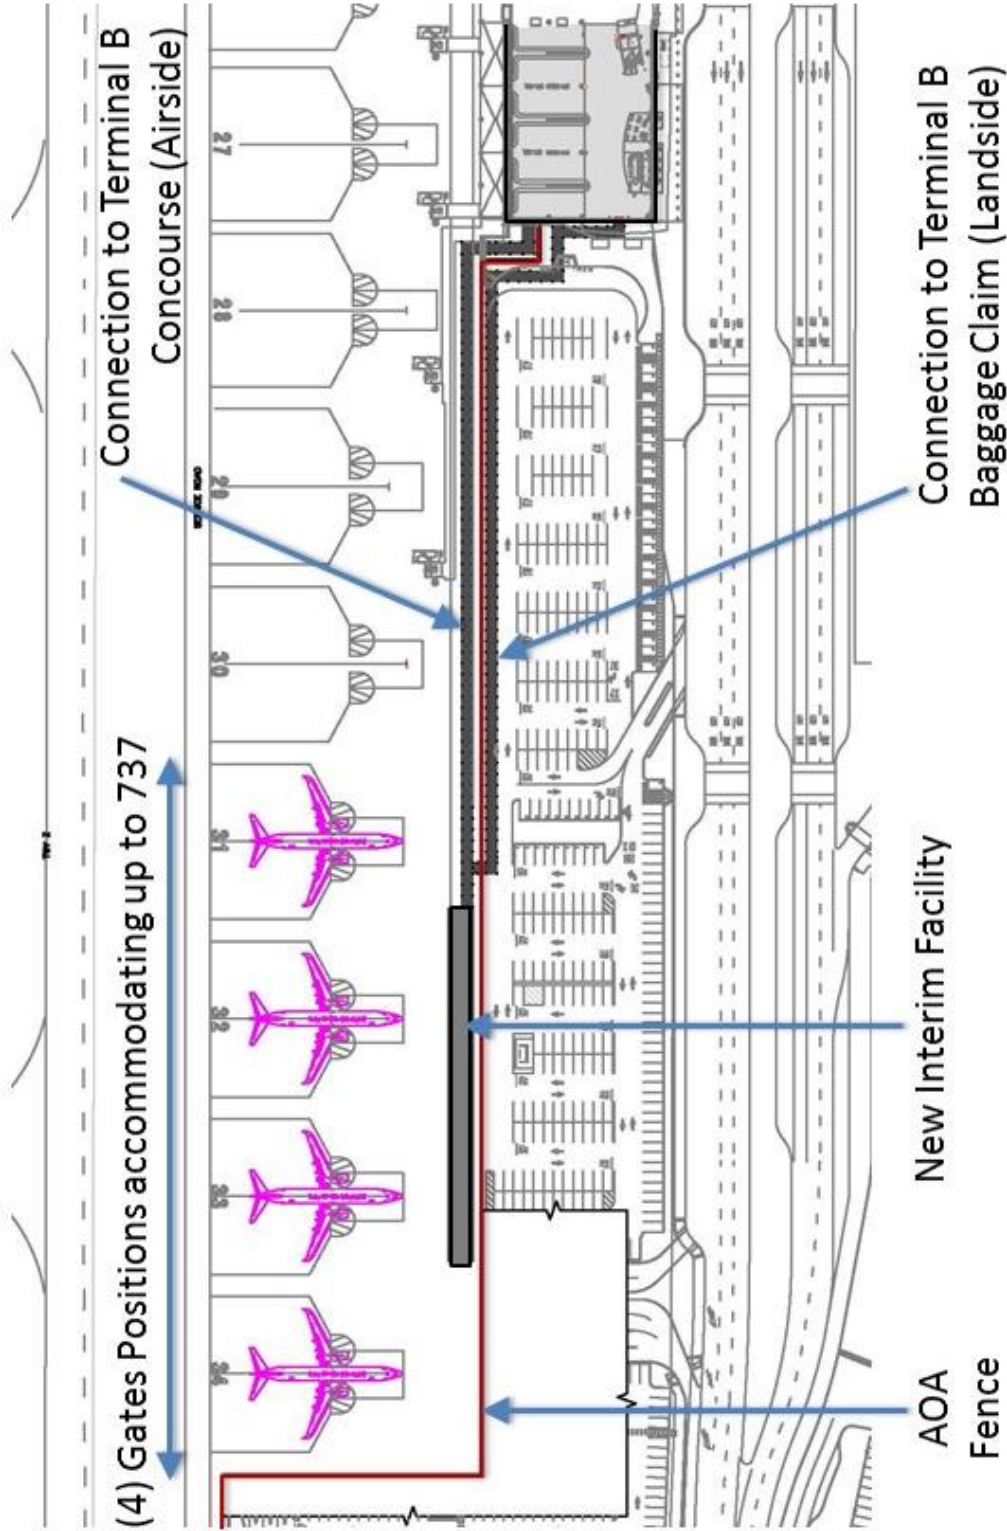 (4) Gates Positions accommodating up to 737
Connection to Terminal B
Concourse (Airside)
27
28
29
30
31
32
33
34
AOA
Fence
New Interim Facility
Connection to Terminal B
Baggage Claim (Landside)